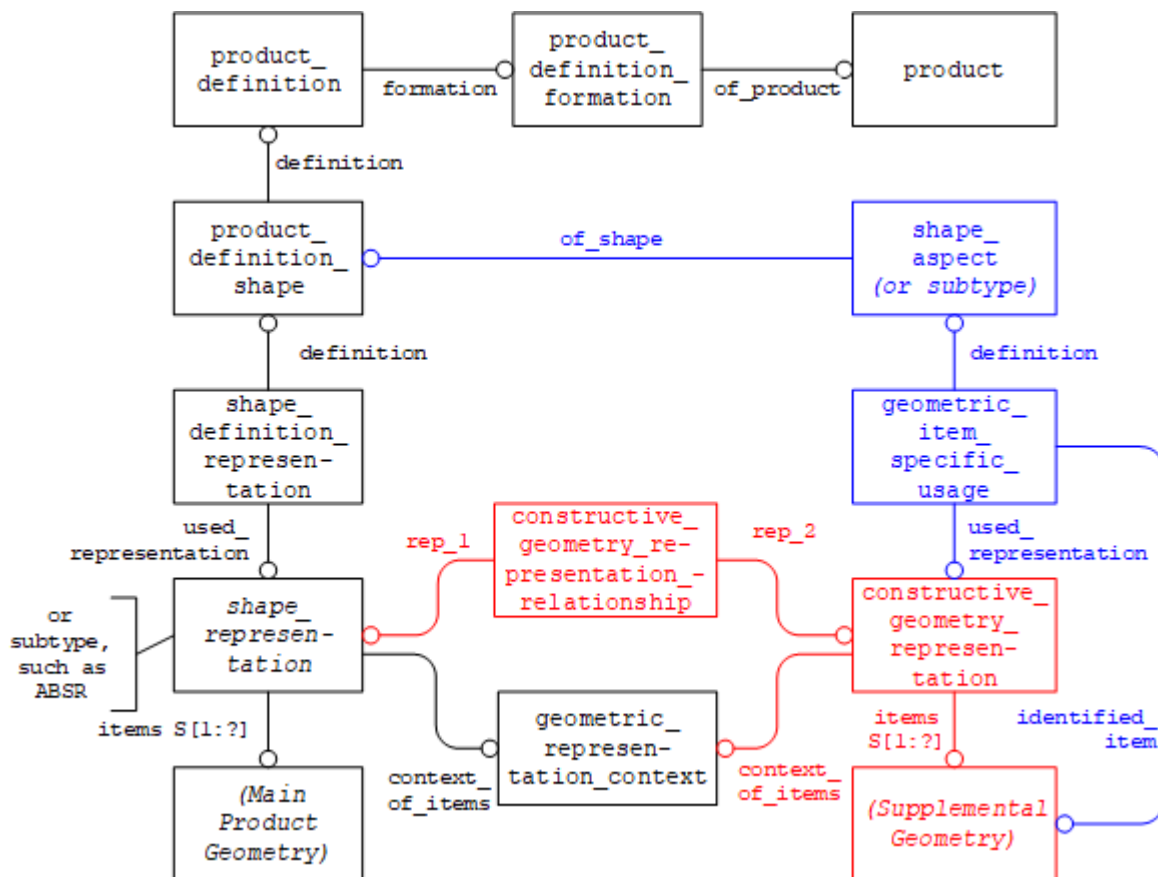 product_
definition
formation
product_
definition_
formation
of_product
product
definition
product_
definition_
shape
of_shape
shape_
aspect
(or subtype)
definition
definition
shape_
definition_
represen-
tation
geometric_
item_
specific_
usage
used_
representation
rep_1
constructive_
geometry_re-
presentation_-
relationship
rep_2
used_
representation
or
subtype,
such as
ABSR
shape_
represen-
tation
constructive_
geometry_
represen-
tation
items S[1:?]
geometric_
represen-
tation_context
items
S[1:?]
identified_
item
context_
of_items
context_
of_items
(Main
Product
Geometry)
(Supplemental
Geometry)